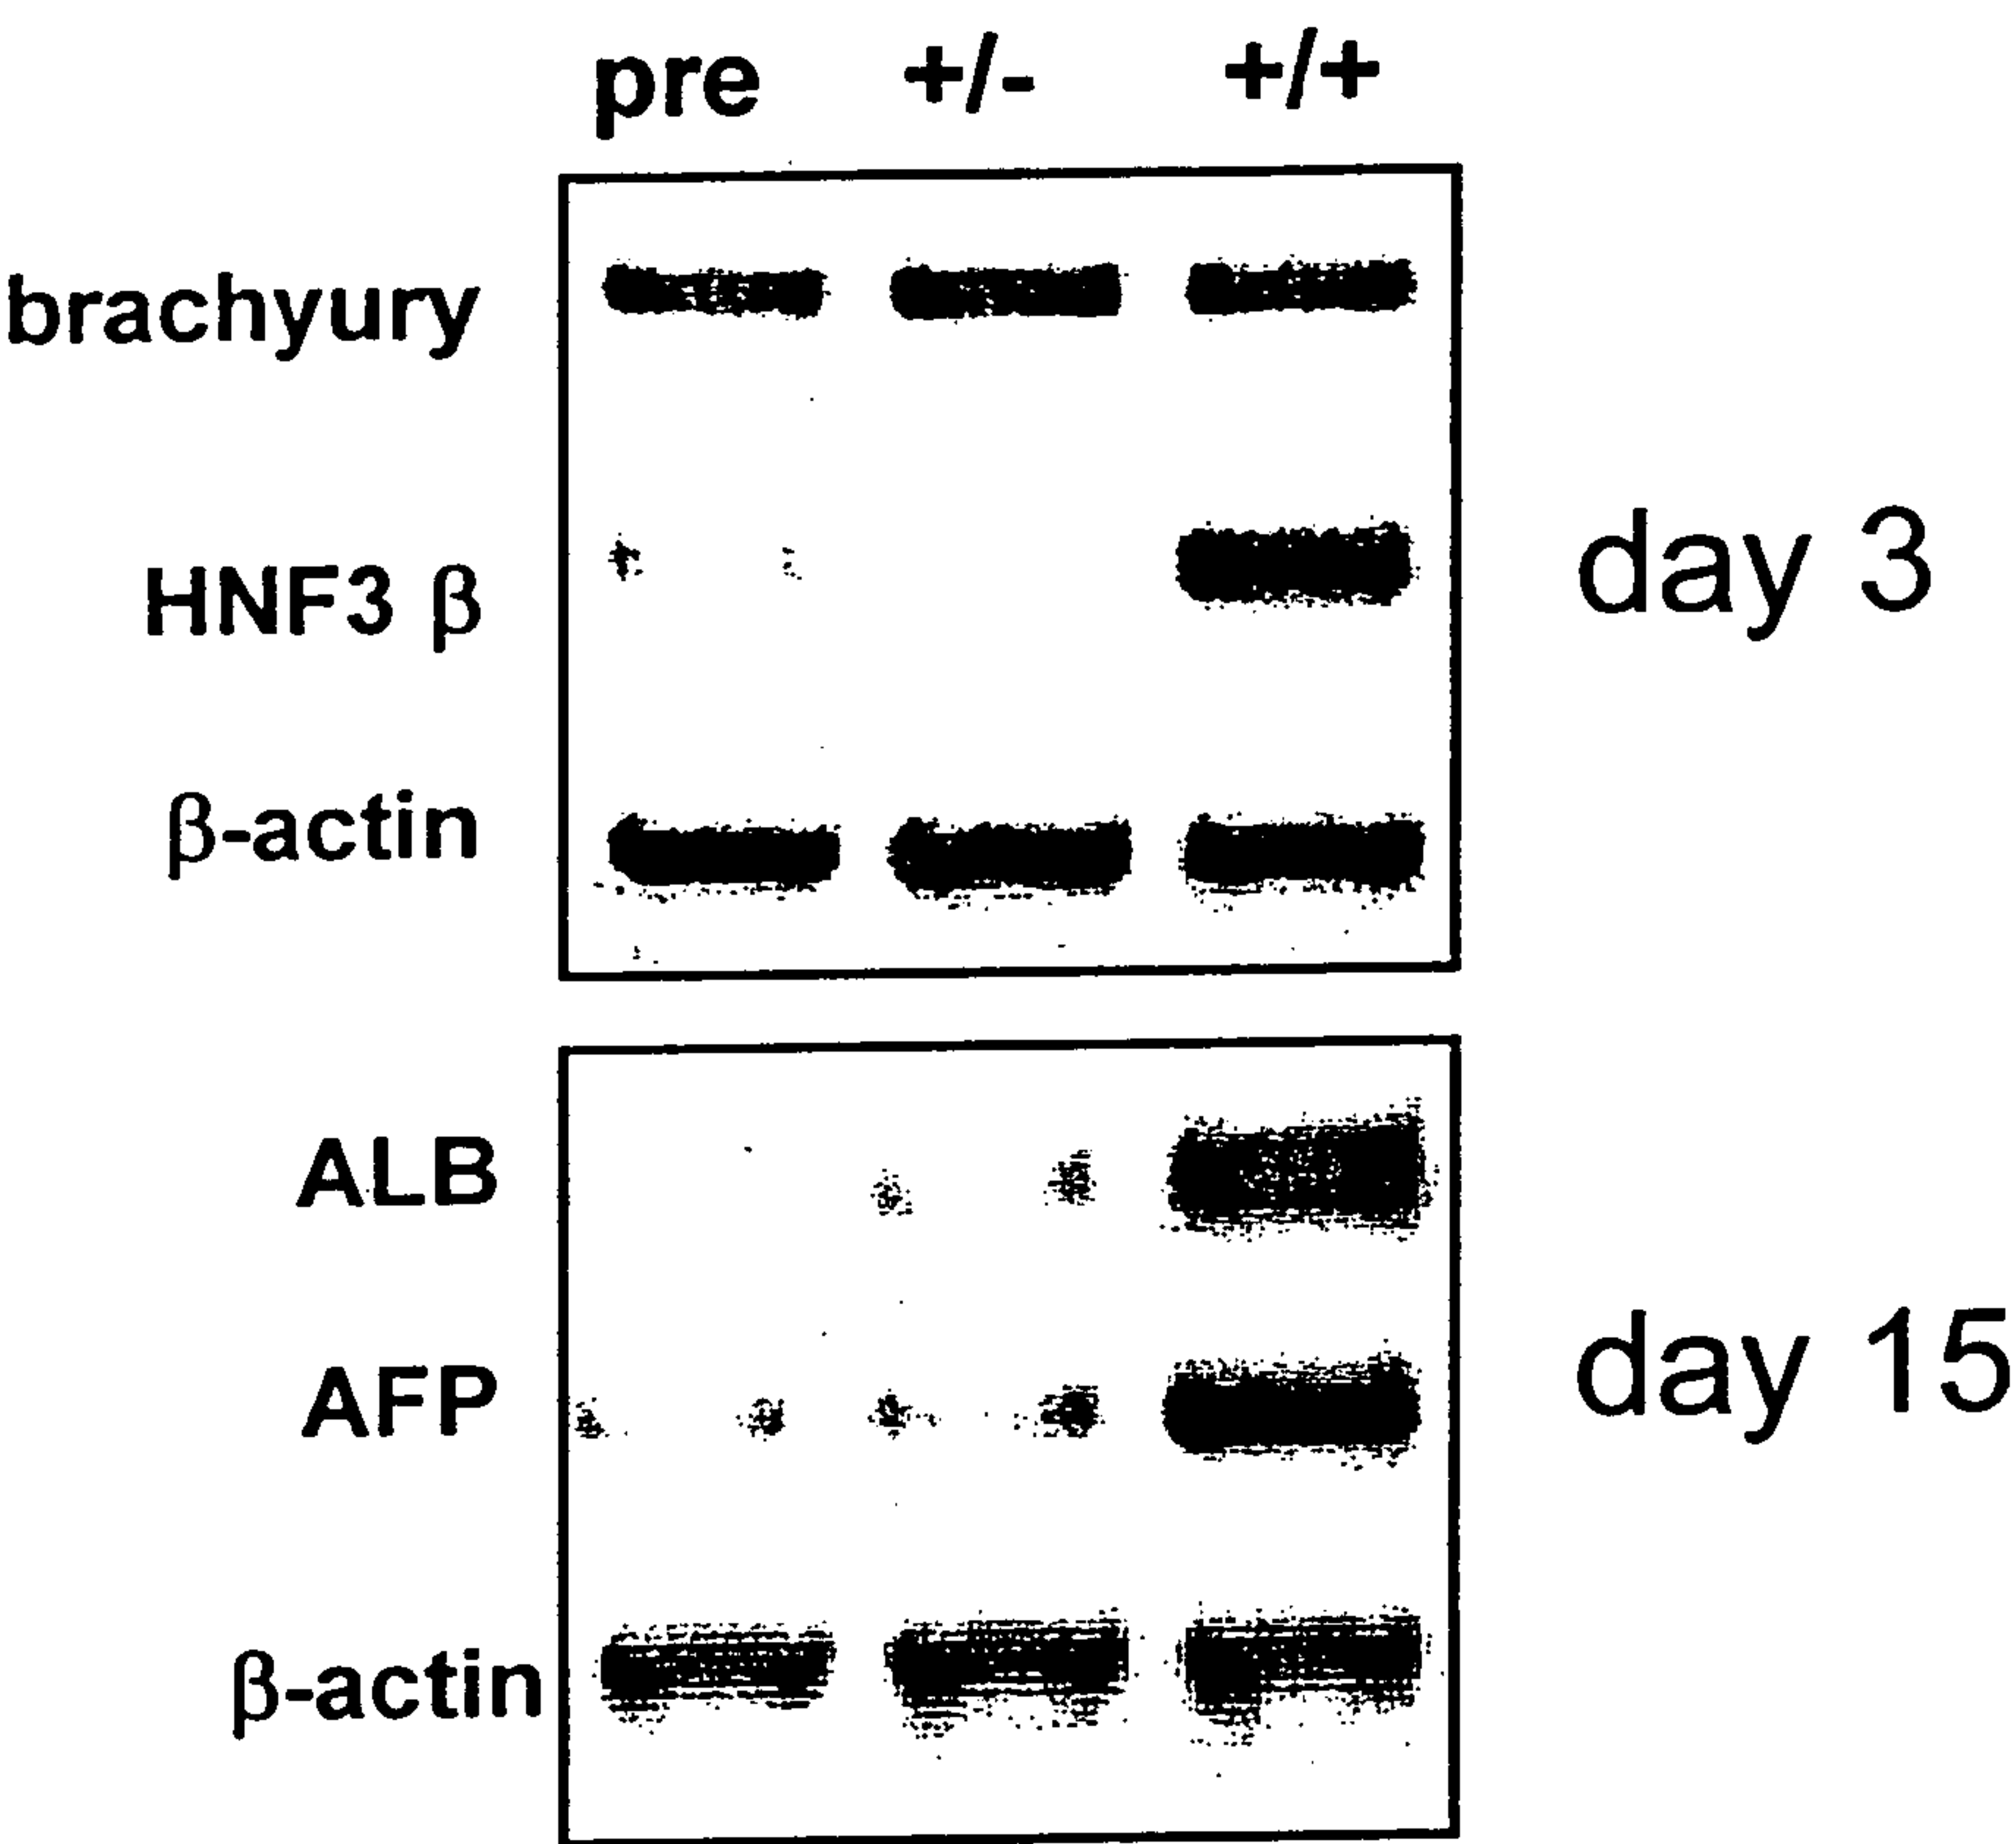 pre +/- +/+
brachyury
HNF3 β
day 3
β-actin
ALB
AFP
day 15
β-actin